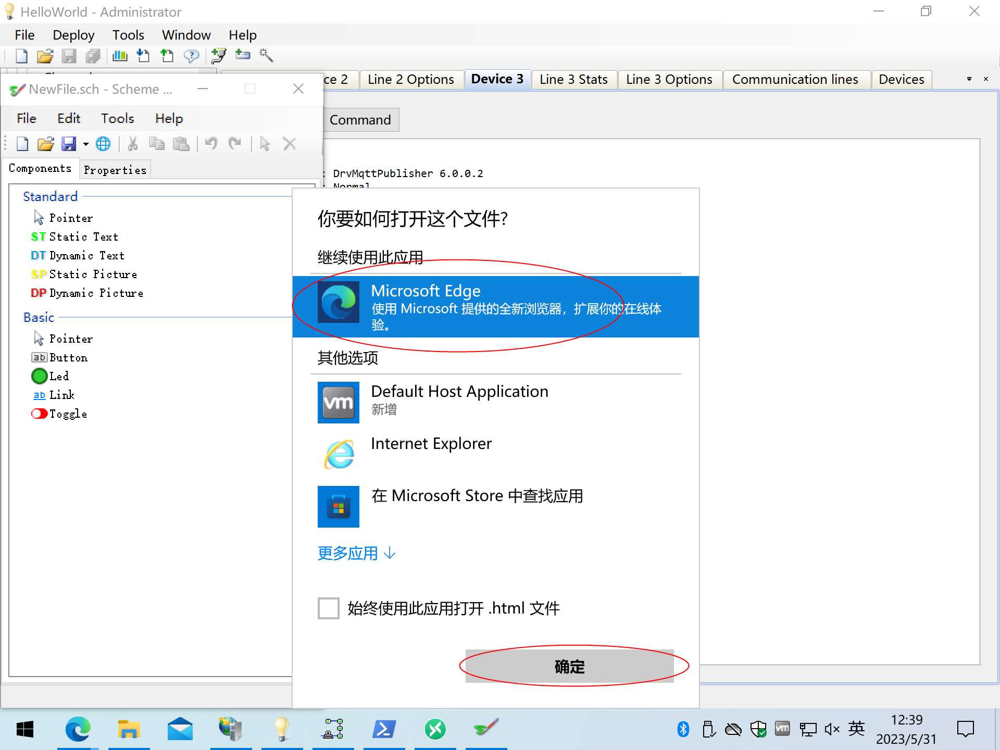 HelloWorld - Administrator
File Deploy Tools Window Help
ce 2 Line 2 Options Device 3 Line 3 Stats Line 3 Options Communication lines Devices
NewFile.sch - Scheme ...
File Edit Tools Help
Command
Components Properties
: DrvMqttPublisher 6.0.0.2
: Normal
Standard
Pointer
ST Static Text
DT Dynamic Text
SP Static Picture
DP Dynamic Picture
Basic
Pointer
ab Button
Led
ab Link
Toggle
你要如何打开这个文件?
继续使用此应用
Microsoft Edge
使用 Microsoft 提供的全新浏览器，扩展你的在线体
验。
其他选项
vm Default Host Application
新增
Internet Explorer
在 Microsoft Store 中查找应用
更多应用 ↓
始终使用此应用打开 .html 文件
确定
vm 英
12:39
2023/5/31